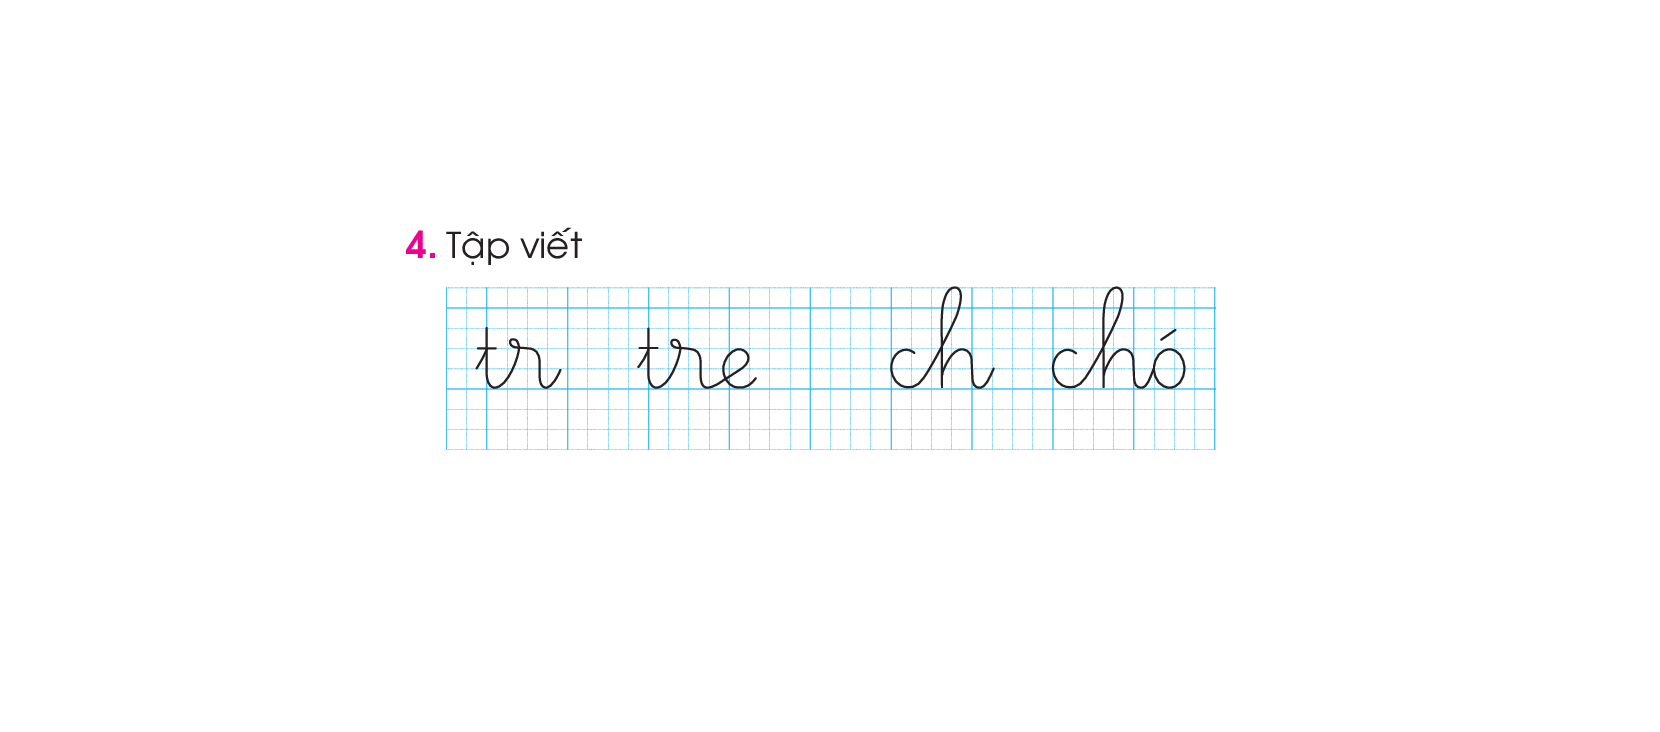 4. Tập viết
tr tre ch chó